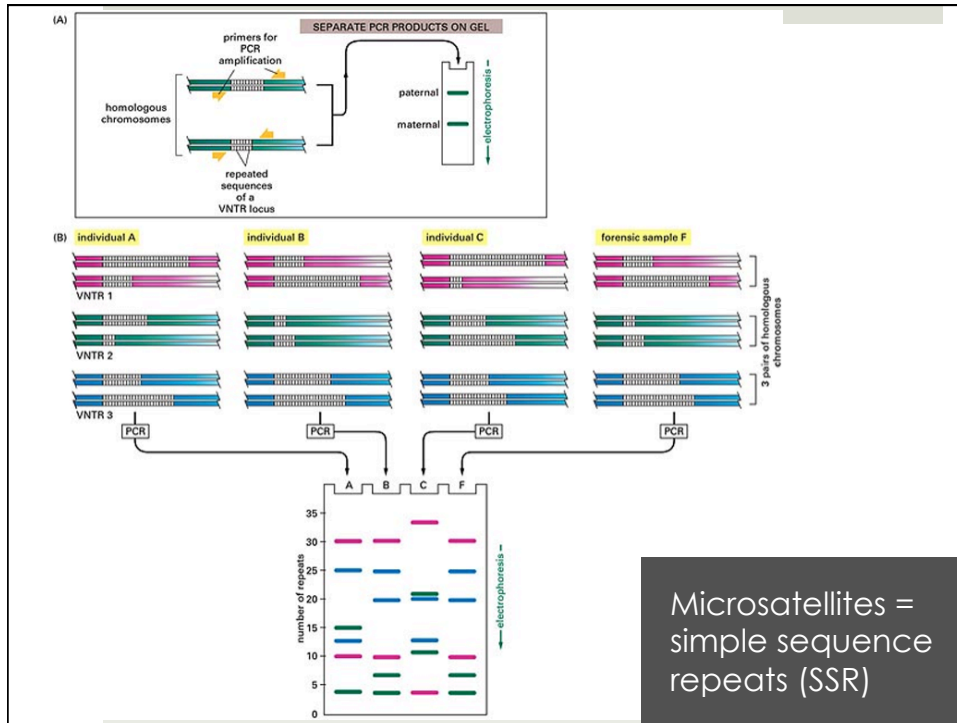 (A)
SEPARATE PCR PRODUCTS ON GEL
primers for
PCR
amplification
homologous
chromosomes
paternal
maternal
electrophoresis
repeated
sequences
of a
VNTR locus
(B)
individual A
individual B
individual C
forensic sample F
VNTR 1
VNTR 2
VNTR 3
3 pairs of homologous
chromosomes
PCR
PCR
PCR
PCR
A B C F
35
30
25
20
15
10
5
0
number of repeats
electrophoresis
Microsatellites =
simple sequence
repeats (SSR)